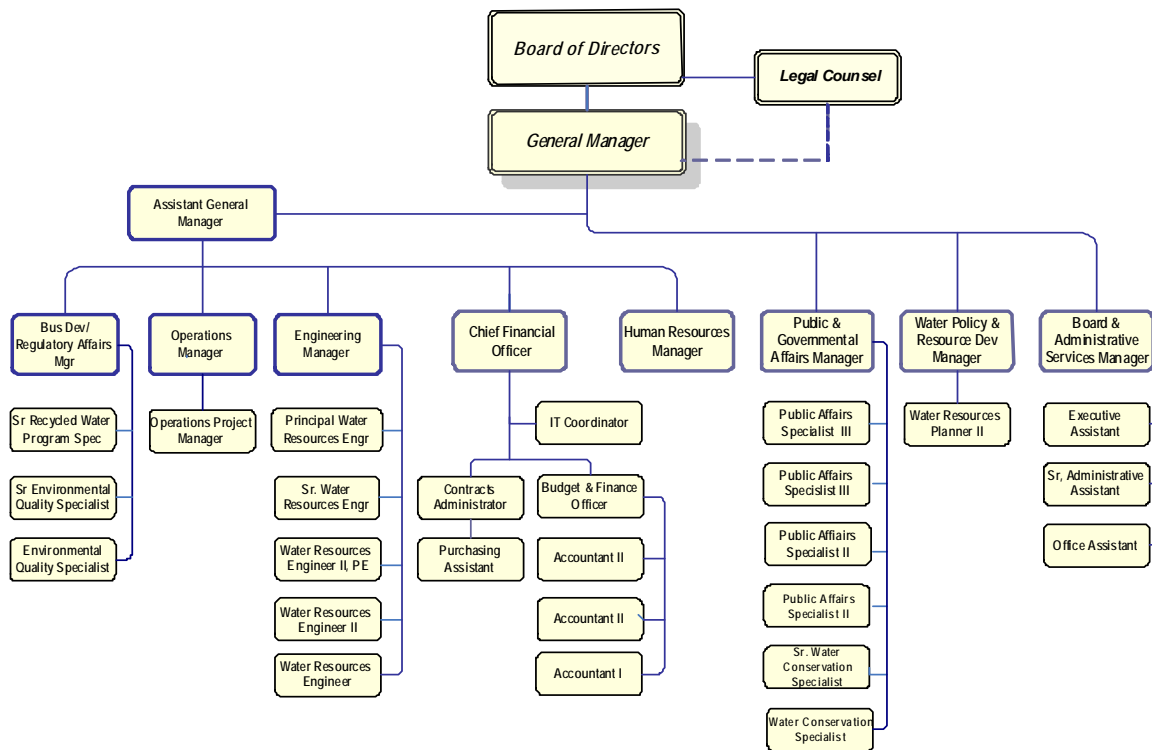 Board of Directors
Legal Counsel
General Manager
Assistant General
Manager
Bus Dev/
Regulatory Affairs
Mgr
Operations
Manager
Engineering
Manager
Chief Financial
Officer
Human Resources
Manager
Public &
Governmental
Affairs Manager
Water Policy &
Resource Dev
Manager
Board &
Administrative
Services Manager
Sr Recycled Water
Program Spec
Sr Environmental
Quality Specialist
Environmental
Quality Specialist
Operations Project
Manager
Principal Water
Resources Engr
Sr. Water
Resources Engr
Water Resources
Engineer II, PE
Water Resources
Engineer II
Water Resources
Engineer
IT Coordinator
Contracts
Administrator
Purchasing
Assistant
Budget & Finance
Officer
Accountant II
Accountant II
Accountant I
Public Affairs
Specialist III
Public Affairs
Specislist III
Public Affairs
Specialist II
Public Affairs
Specialist II
Sr. Water
Conservation
Specialist
Water Conservation
Specialist
Water Resources
Planner II
Executive
Assistant
Sr, Administrative
Assistant
Office Assistant